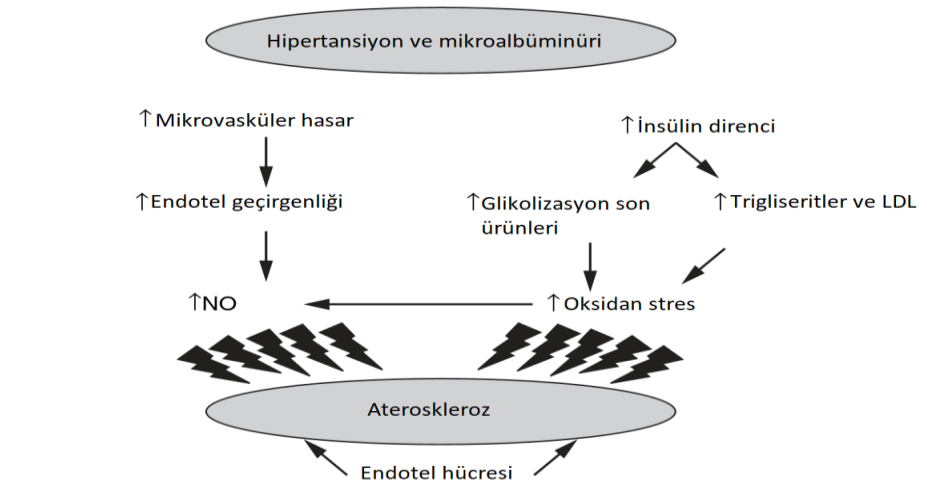 Hipertansiyon ve mikroalbüminüri
↑Mikrovasküler hasar
↑İnsülin direnci
↑Endotel geçirgenliği
↑Glikolizasyon son
ürünleri
↑Trigliseritler ve LDL
↑NO
↑Oksidan stres
Ateroskleroz
Endotel hücresi